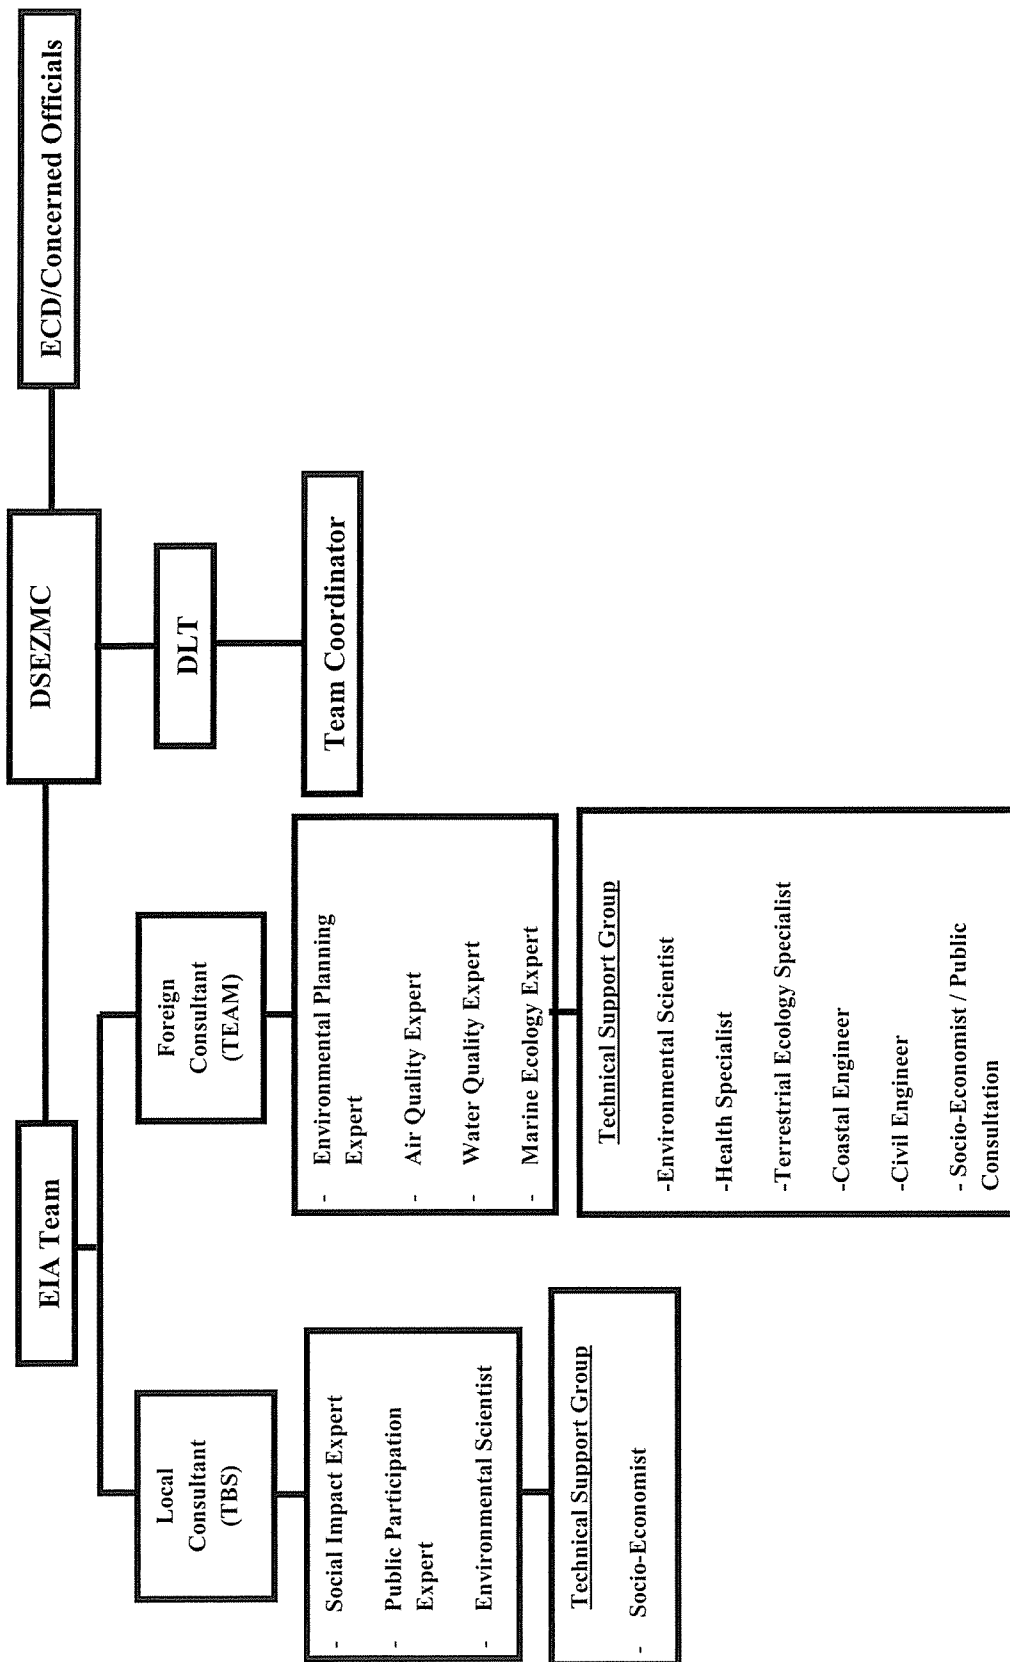 EIA Team
DSEZMC
ECD/Concerned Officials
Local
Consultant
(TBS)
Foreign
Consultant
(TEAM)
DLT
Team Coordinator
- Social Impact Expert
- Public Participation
Expert
- Environmental Scientist
- Environmental Planning
Expert
- Air Quality Expert
- Water Quality Expert
- Marine Ecology Expert
Technical Support Group
- Socio-Economist
Technical Support Group
-Environmental Scientist
-Health Specialist
-Terrestrial Ecology Specialist
-Coastal Engineer
-Civil Engineer
- Socio-Economist / Public
Consultation